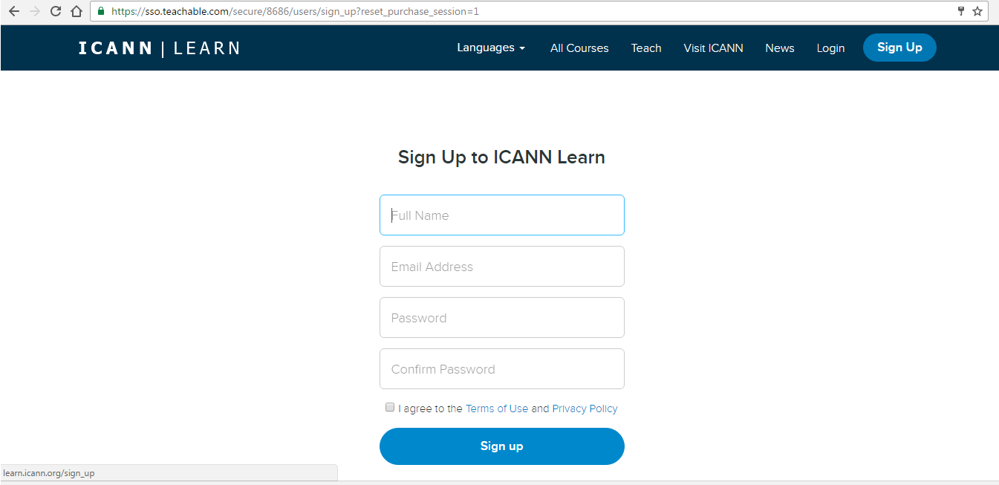 https://sso.teachable.com/secure/8686/users/sign_up?reset_purchase_session=1
ICANN | LEARN Languages All Courses Teach Visit ICANN News Login Sign Up
Sign Up to ICANN Learn
Full Name
Email Address
Password
Confirm Password
I agree to the Terms of Use and Privacy Policy
Sign up
learn.icann.org/sign_up